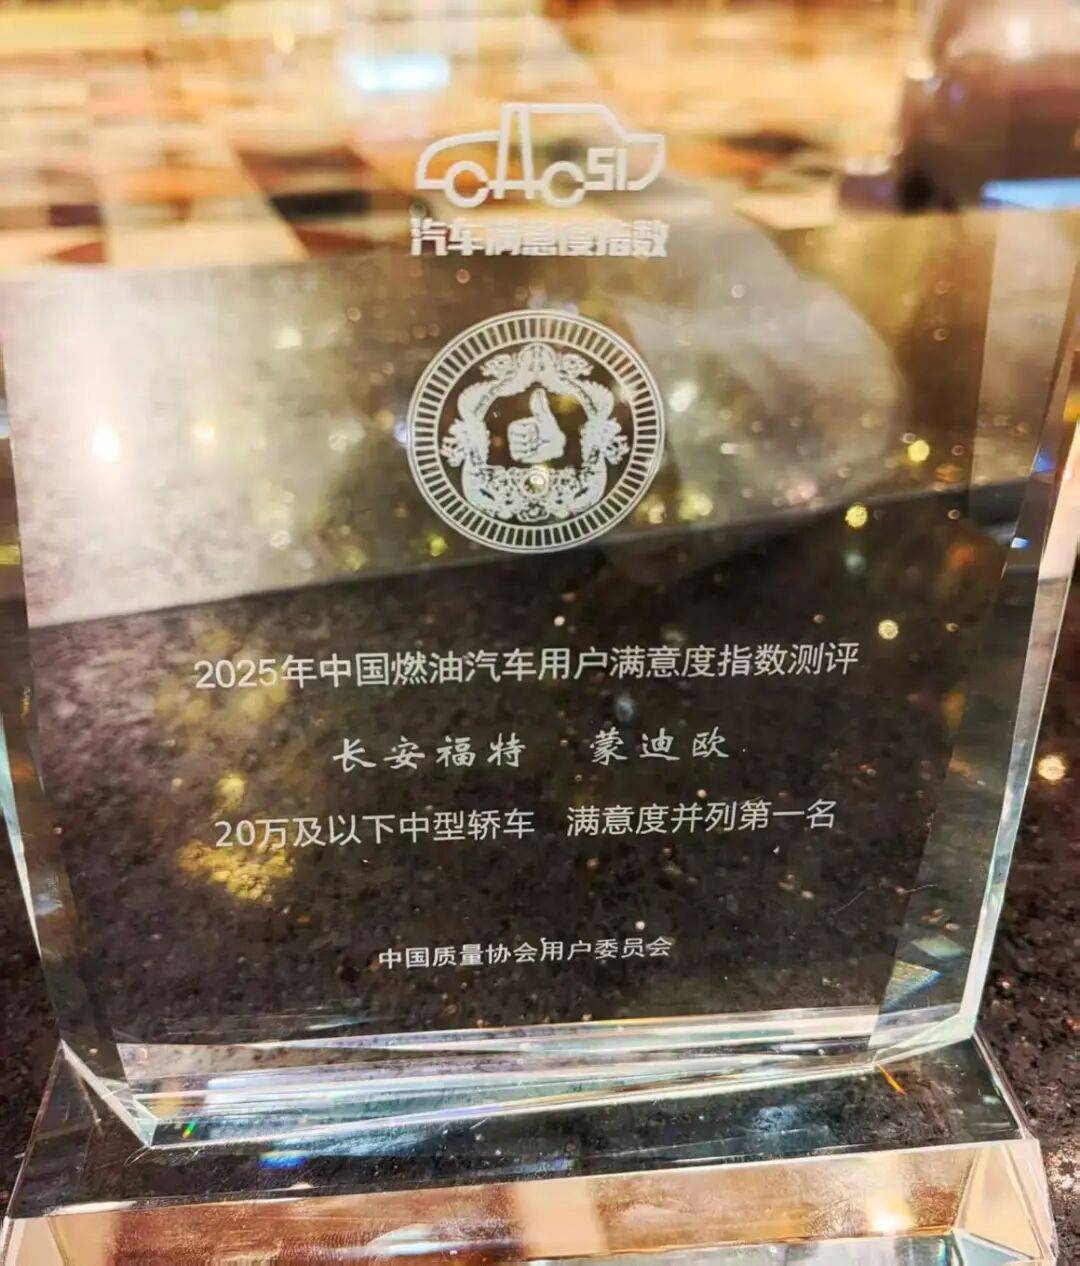 CACSI
汽车满意度指数
2025年中国燃油汽车用户满意度指数测评
长安福特 蒙迪欧
20万及以下中型轿车 满意度并列第一名
中国质量协会用户委员会